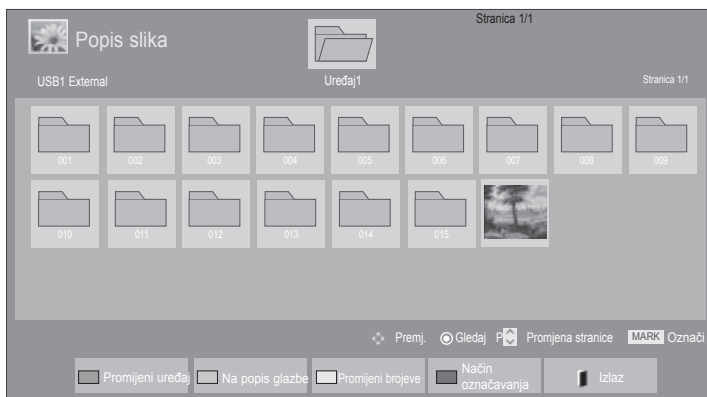 Stranica 1/1
Popis slika
USB1 External
Uređaj1
Stranica 1/1
001 002 003 004 005 006 007 008 009
010 011 012 013 014 015
Premj. Gledaj P Promjena stranice MARK Označi
Promijeni uređaj Na popis glazbe Promijeni brojeve Način označavanja Izlaz